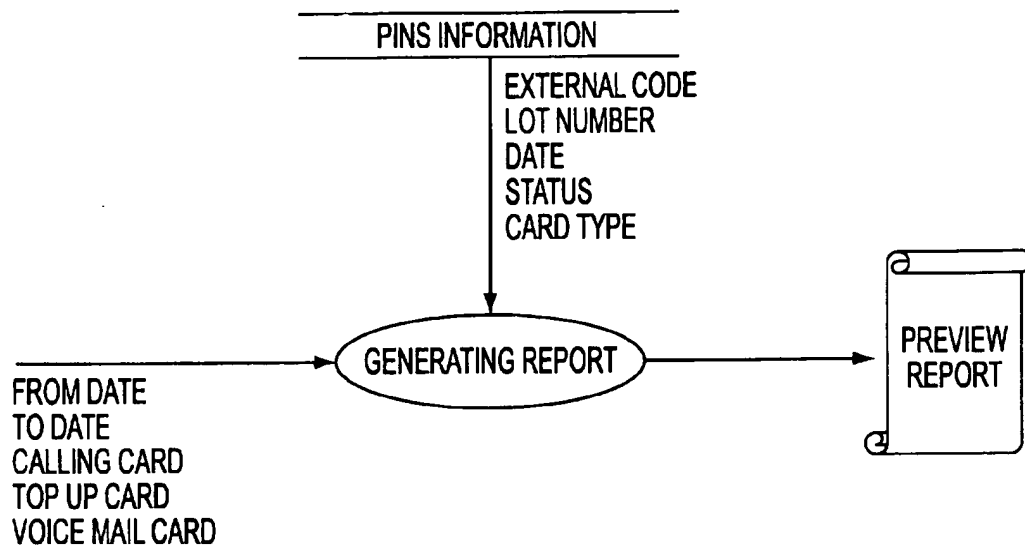 PINS INFORMATION
EXTERNAL CODE
LOT NUMBER
DATE
STATUS
CARD TYPE
GENERATING REPORT
PREVIEW
REPORT
FROM DATE
TO DATE
CALLING CARD
TOP UP CARD
VOICE MAIL CARD